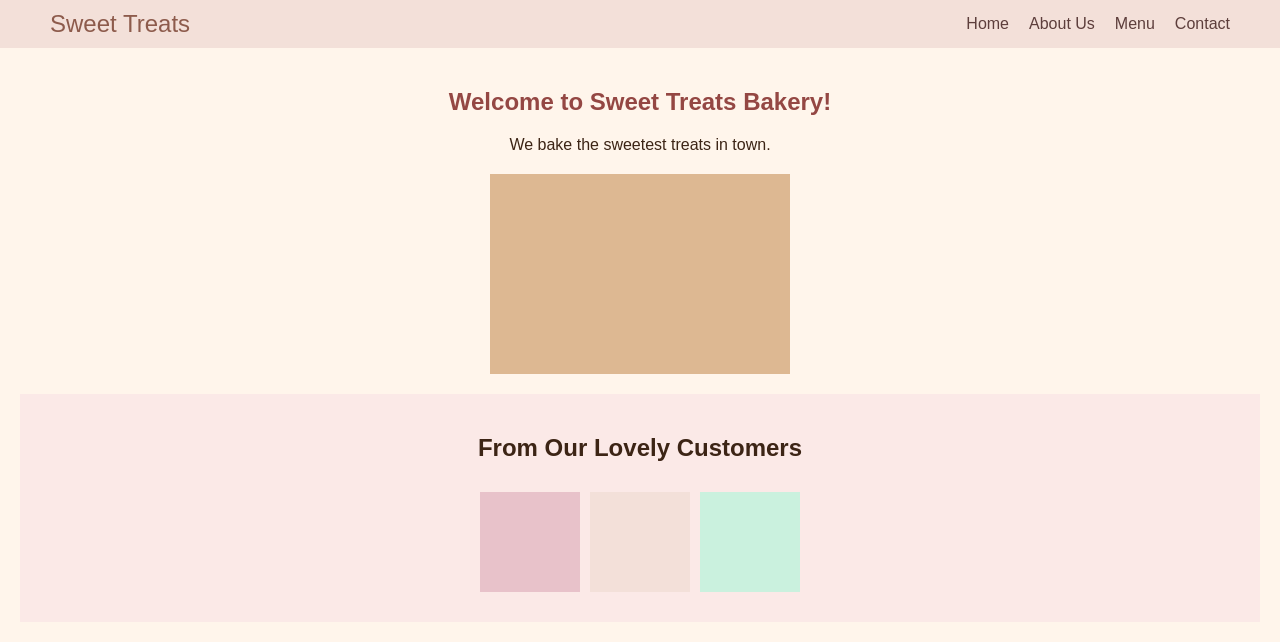 Sweet Treats
Home About Us Menu Contact
Welcome to Sweet Treats Bakery!
We bake the sweetest treats in town.
From Our Lovely Customers